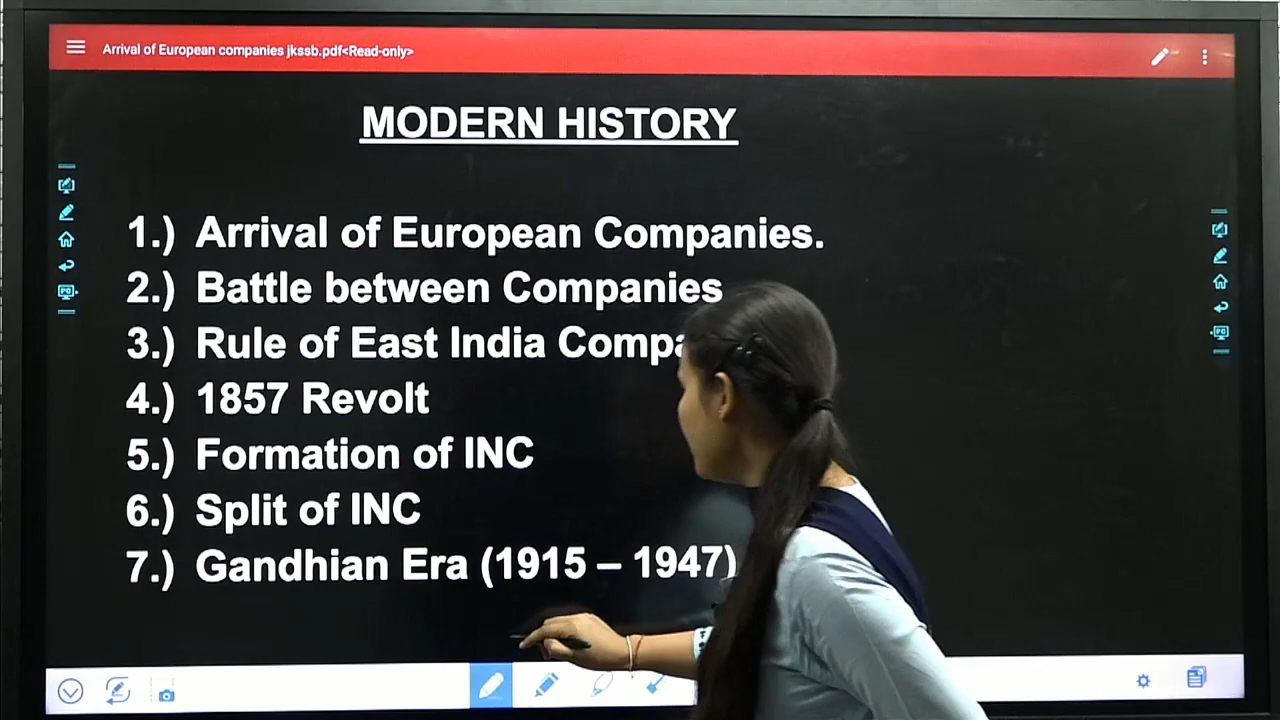 Arrival of European companies jkssb.pdf<Read-only>
MODERN HISTORY
1.) Arrival of European Companies.
2.) Battle between Companies
3.) Rule of East India
4.) 1857 Revolt
5.) Formation of INC
6.) Split of INC
7.) Gandhian Era (1915 – 1947)